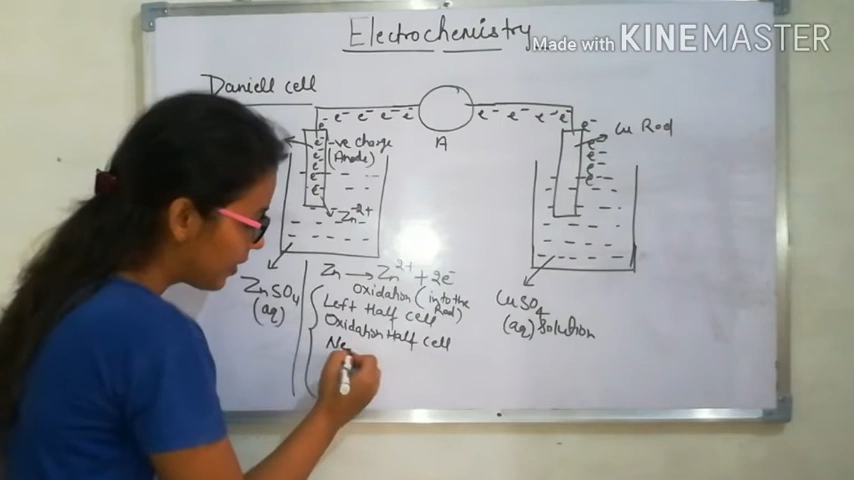 Electrochemistry
Made with KINEMASTER
Daniell cell
e⁻ e⁻ e⁻ e⁻ e⁻
e⁻ e⁻ e⁻ e⁻
A
e⁻
e⁻
e⁻
e⁻
e⁻
-ve charge
(Anode)
Zn²⁺
e⁻
e⁻
e⁻
e⁻
e⁻
Cu Rod
ZnSO₄
(aq)
Zn → Zn²⁺ + 2e⁻
Oxidation (into the
Rod)
Left Half cell
Oxidation Half cell
Ne
CuSO₄
(aq) Solution